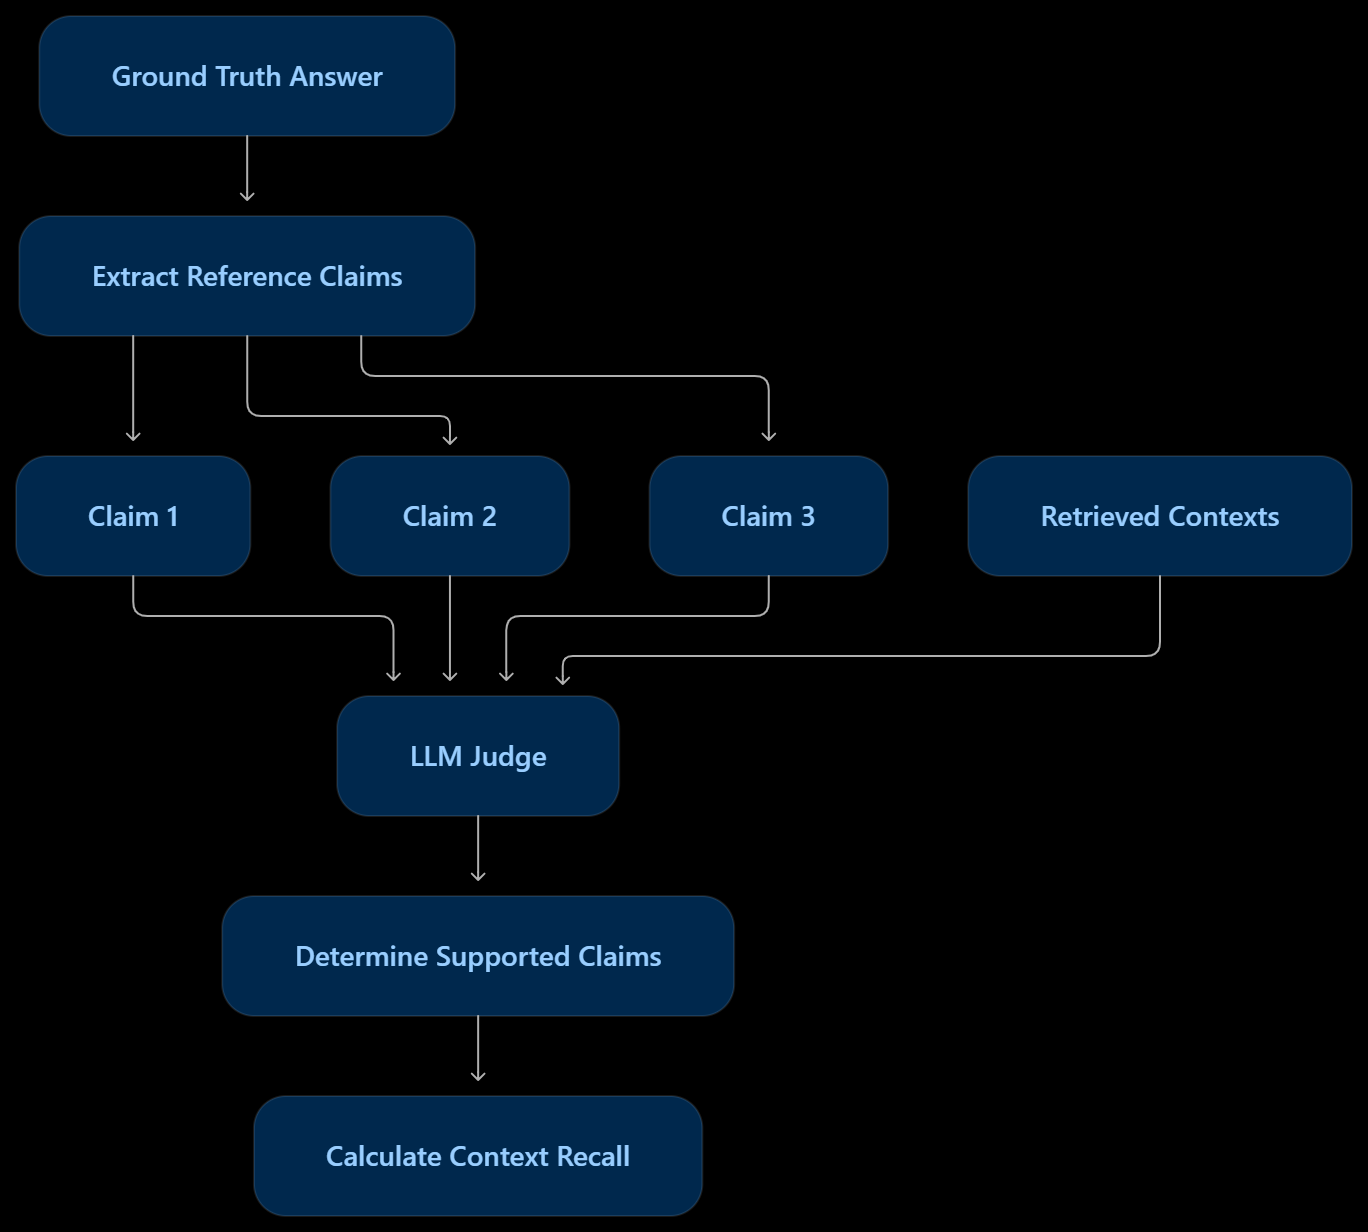 Ground Truth Answer
Extract Reference Claims
Claim 1
Claim 2
Claim 3
Retrieved Contexts
LLM Judge
Determine Supported Claims
Calculate Context Recall